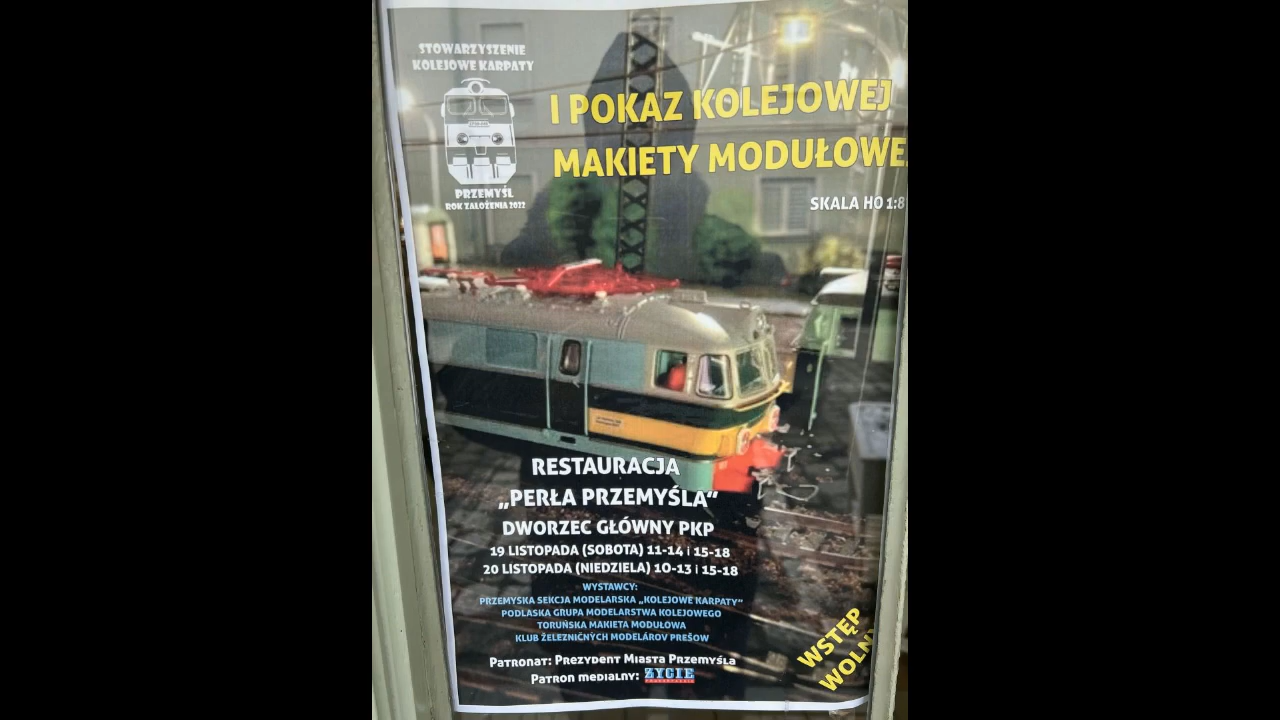 STOWARZYSZENIE
KOLEJOWE KARPATY
PRZEMYŚL
ROK ZAŁOŻENIA 2022
I POKAZ KOLEJOWEJ
MAKIETY MODUŁOWE
SKALA HO 1:8
RESTAURACJA
„PERŁA PRZEMYŚLA”
DWORZEC GŁÓWNY PKP
19 LISTOPADA (SOBOTA) 11-14 i 15-18
20 LISTOPADA (NIEDZIELA) 10-13 i 15-18
WYSTAWCY:
PRZEMYSKA SEKCJA MODELARSKA „KOLEJOWE KARPATY”
PODLASKA GRUPA MODELARSTWA KOLEJOWEGO
TORUŃSKA MAKIETA MODUŁOWA
KLUB ŽELEZNIČNÝCH MODELÁROV PREŠOW
Patronat: Prezydent Miasta Przemyśla
Patron medialny: ŻYCIE
WSTĘP
WOLNY